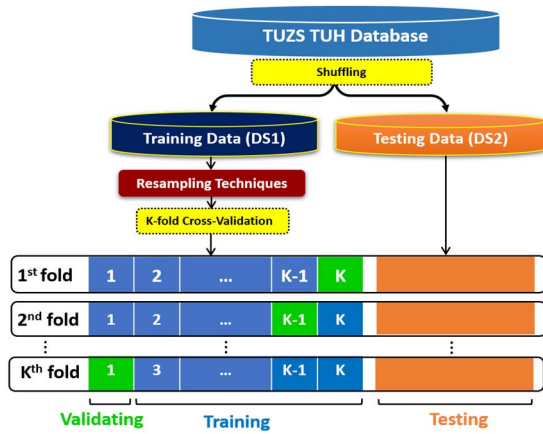 TUZS TUH Database
Shuffling
Training Data (DS1)
Testing Data (DS2)
Resampling Techniques
K-fold Cross-Validation
1st fold 1 2 ... K-1 K
2nd fold 1 2 K-1 K
⋮ ⋮ ⋮
Kth fold 1 3 ... K-1 K
Validating Training Testing